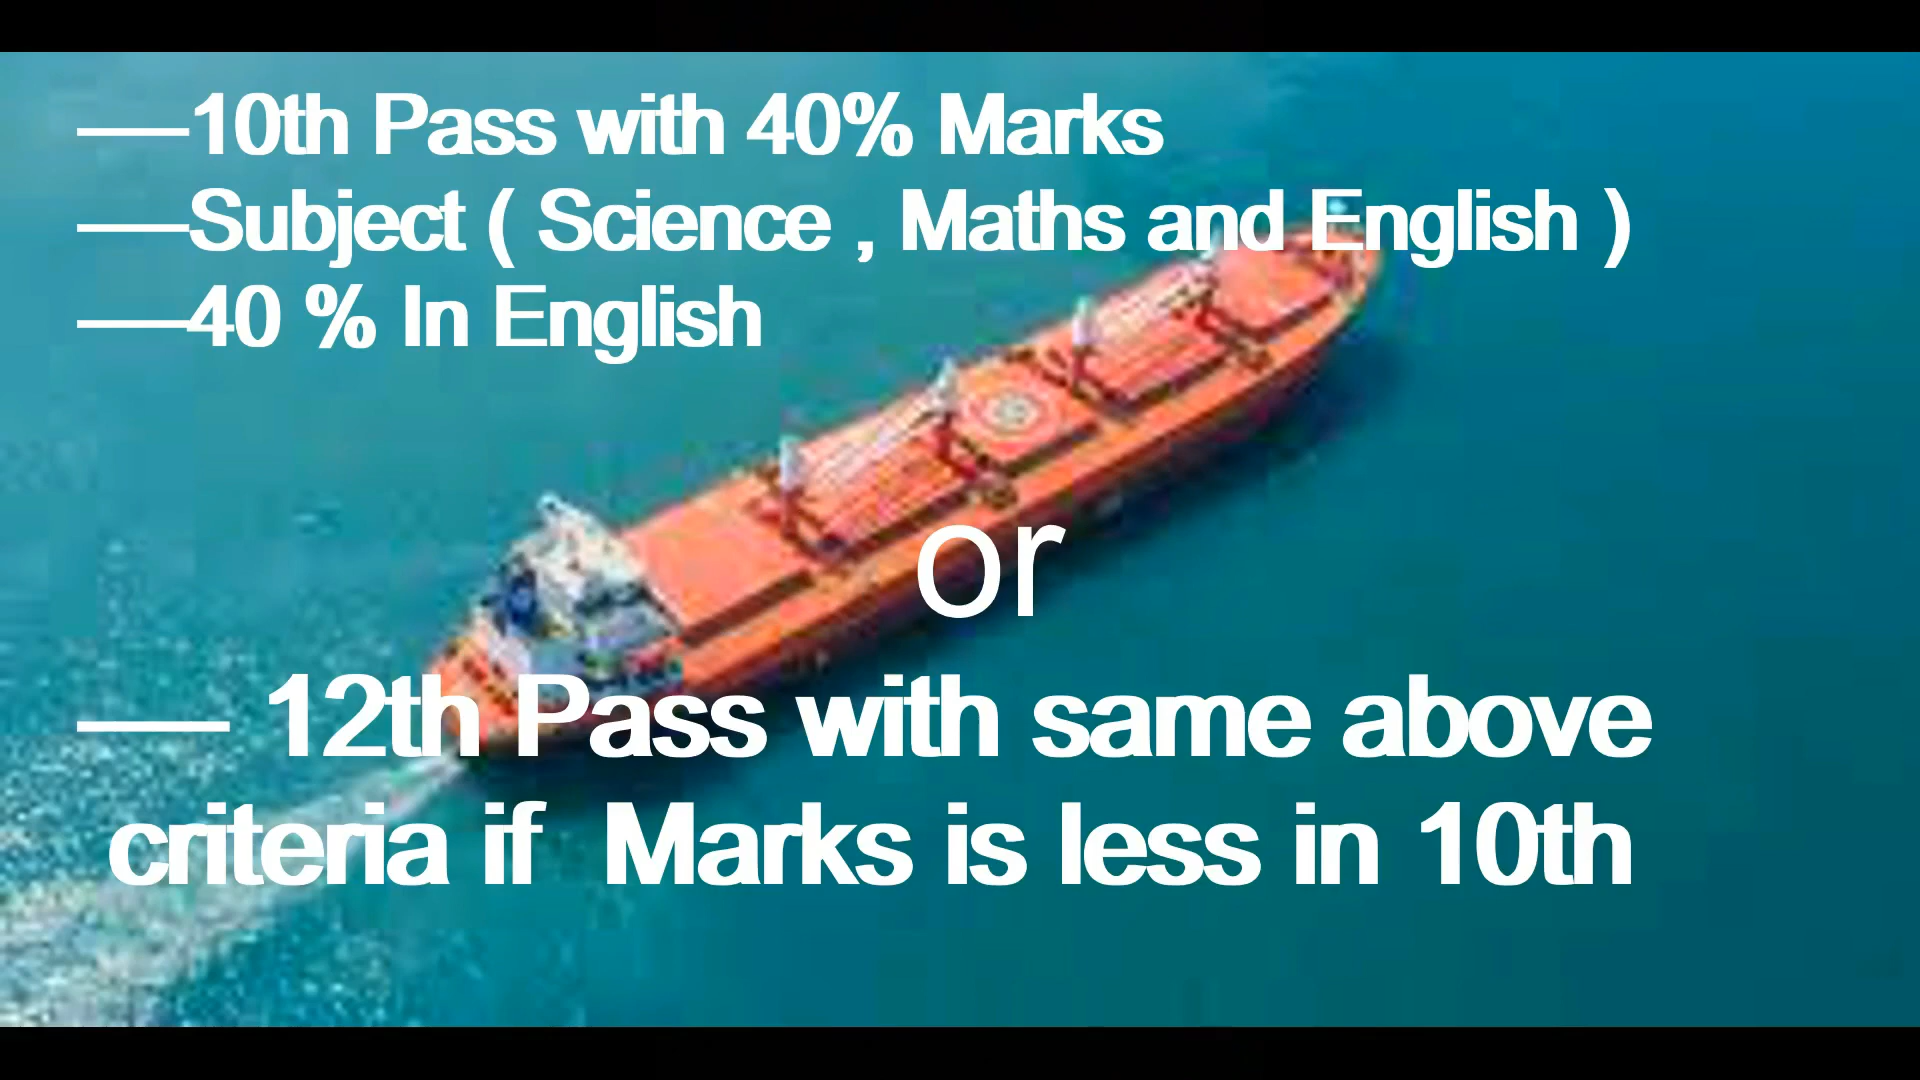 —10th Pass with 40% Marks
—Subject ( Science , Maths and English )
—40 % In English
or
— 12th Pass with same above
criteria if Marks is less in 10th